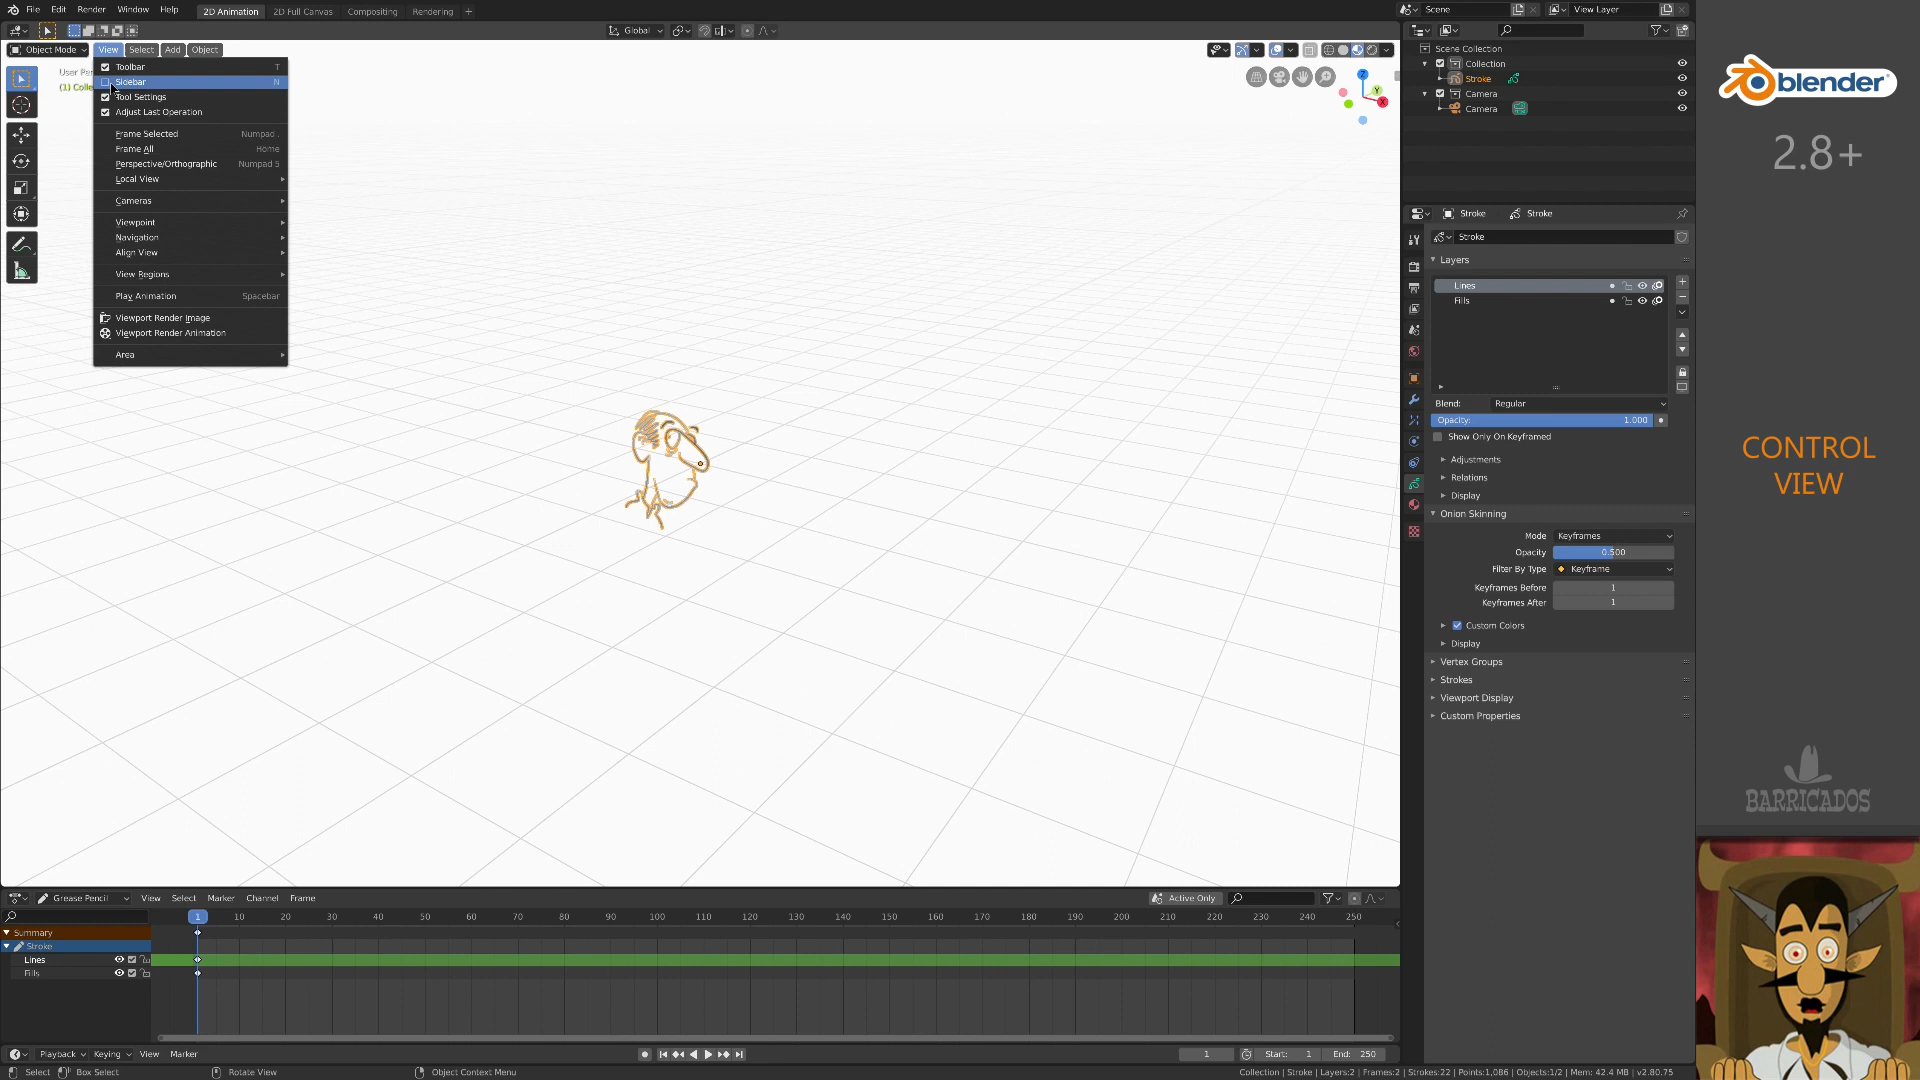 File Edit Render Window Help 2D Animation 2D Full Canvas Compositing Rendering + Scene View Layer
Global
Object Mode View Select Add Object
User Per
(1) Colle
Toolbar T
Sidebar N
Tool Settings
Adjust Last Operation
Frame Selected Numpad .
Frame All Home
Perspective/Orthographic Numpad 5
Local View
Cameras
Viewpoint
Navigation
Align View
View Regions
Play Animation Spacebar
Viewport Render Image
Viewport Render Animation
Area
Z
Y
X
Scene Collection
Collection
Stroke
Camera
Camera
Stroke Stroke
Stroke
Layers
Lines
Fills
Blend: Regular
Opacity: 1.000
Show Only On Keyframed
Adjustments
Relations
Display
Onion Skinning
Mode Keyframes
Opacity 0.500
Filter By Type Keyframe
Keyframes Before 1
Keyframes After 1
Custom Colors
Display
Vertex Groups
Strokes
Viewport Display
Custom Properties
blender
2.8+
CONTROL
VIEW
BARRICADOS
Grease Pencil View Select Marker Channel Frame Active Only
1 10 20 30 40 50 60 70 80 90 100 110 120 130 140 150 160 170 180 190 200 210 220 230 240 250
Summary
Stroke
Lines
Fills
Playback Keying View Marker 1 Start: 1 End: 250
Select Box Select Rotate View Object Context Menu Collection | Stroke | Layers:2 | Frames:2 | Strokes:22 | Points:1,086 | Objects:1/2 | Mem: 42.4 MB | v2.80.75